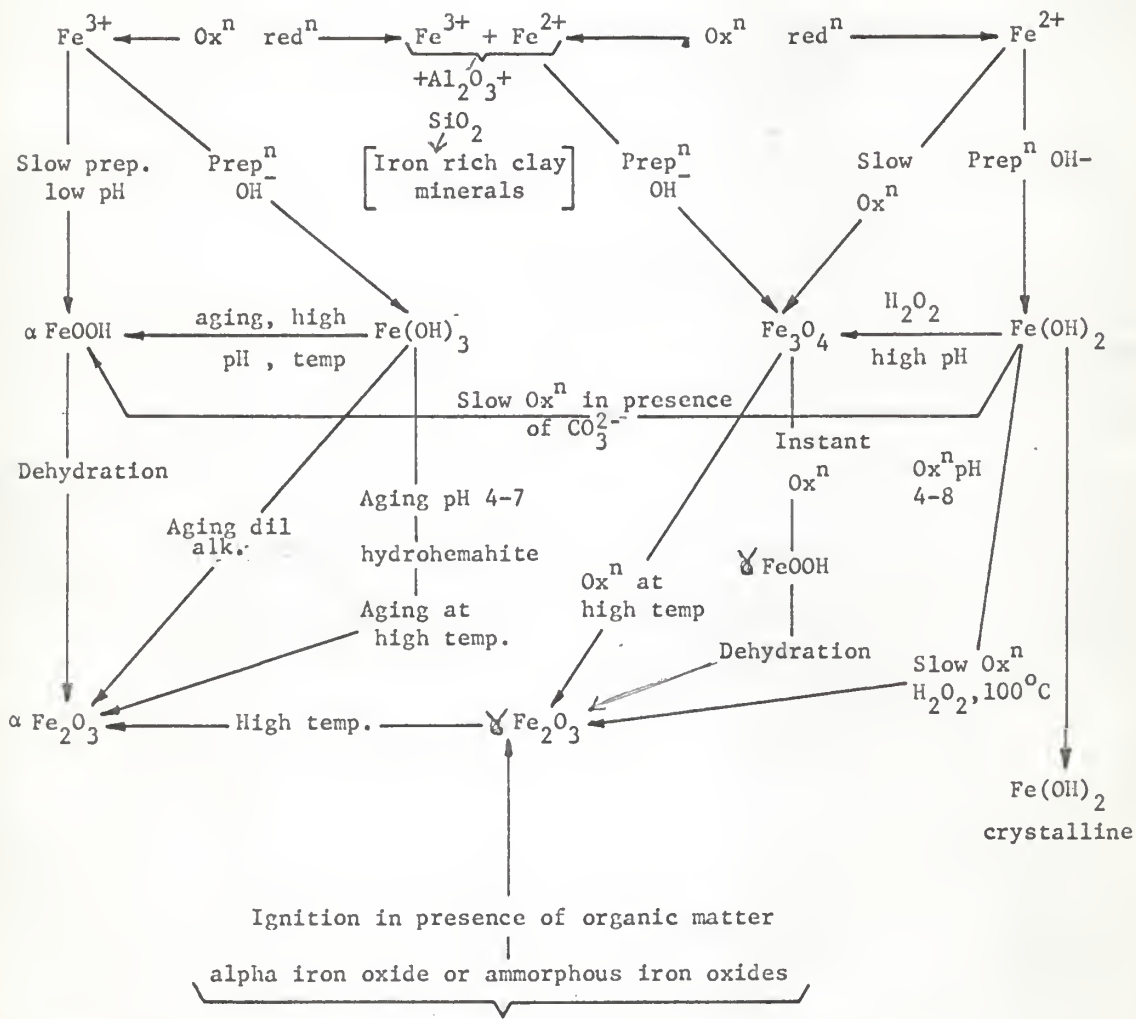 Fe³⁺ Oxⁿ redⁿ Fe³⁺ + Fe²⁺ Oxⁿ redⁿ Fe²⁺
+Al₂O₃+
SiO₂
[Iron rich clay
minerals]
Slow prep.
low pH
Prepⁿ
OH⁻
Prepⁿ
OH⁻
Slow
Oxⁿ
Prepⁿ OH-
α FeOOH
aging, high
pH , temp
Fe(OH)₃
Fe₃O₄
H₂O₂
high pH
Fe(OH)₂
Slow Oxⁿ in presence
of CO₃²⁻
Dehydration
Aging dil
alk.
Aging pH 4-7
hydrohemahite
Aging at
high temp.
Instant
Oxⁿ
γ FeOOH
Dehydration
Oxⁿ at
high temp
OxⁿpH
4-8
Slow Oxⁿ
H₂O₂,100°C
α Fe₂O₃
High temp.
γ Fe₂O₃
Fe(OH)₂
crystalline
Ignition in presence of organic matter
alpha iron oxide or ammorphous iron oxides